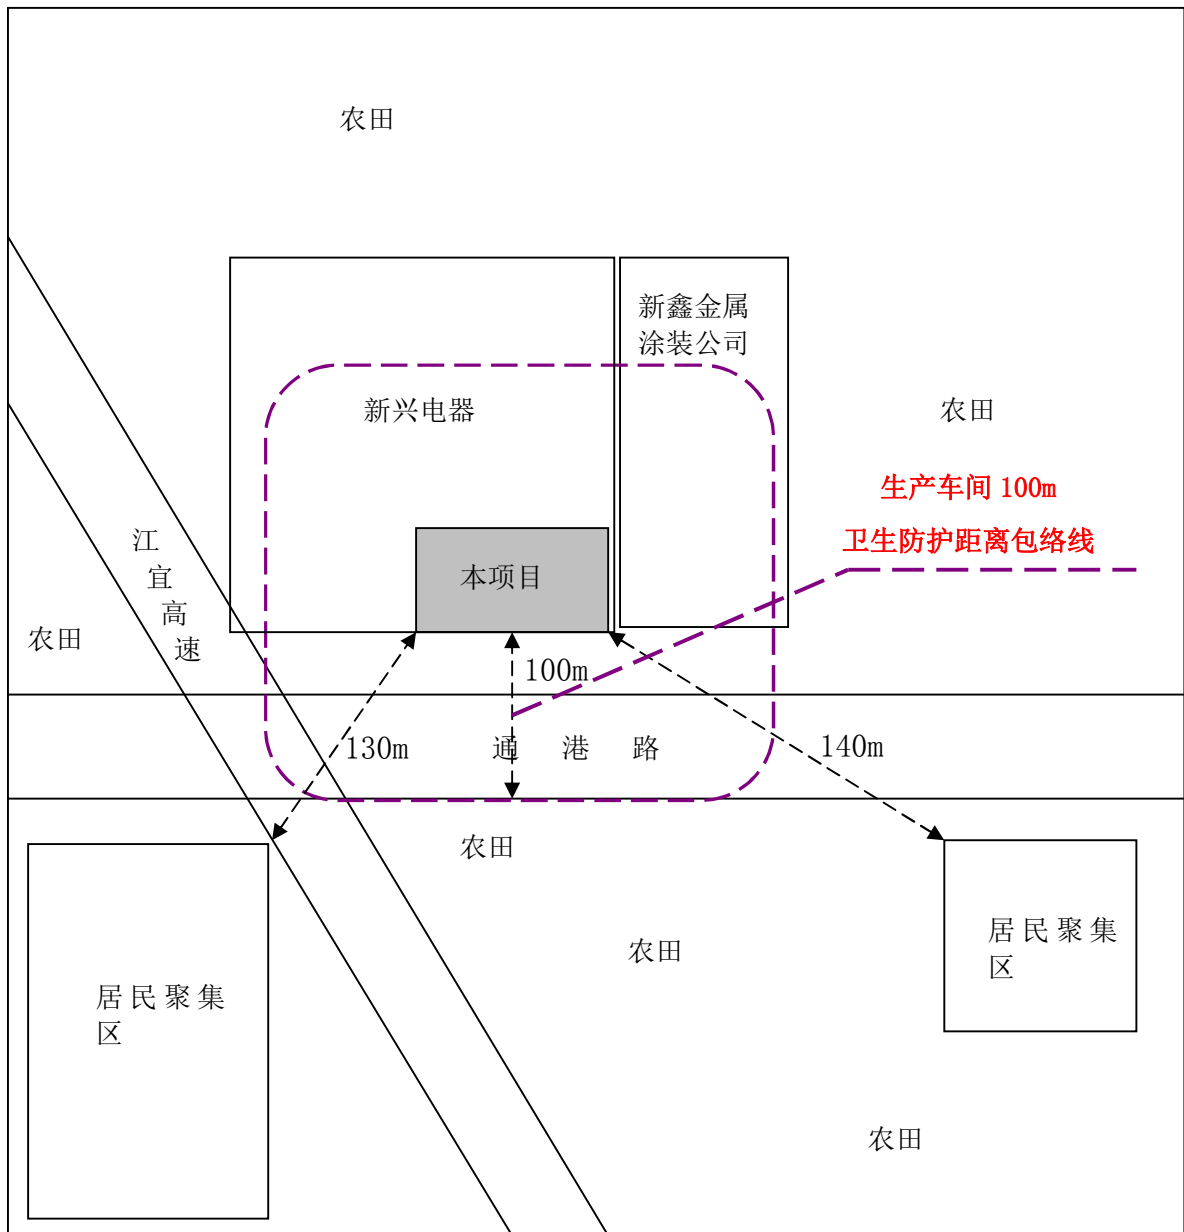 农田
新鑫金属
涂装公司
新兴电器
农田
生产车间 100m
卫生防护距离包络线
江
宜
高
速
本项目
农田
100m
130m
通 港 路
140m
农田
居民聚集
区
农田
居民聚集
区
农田